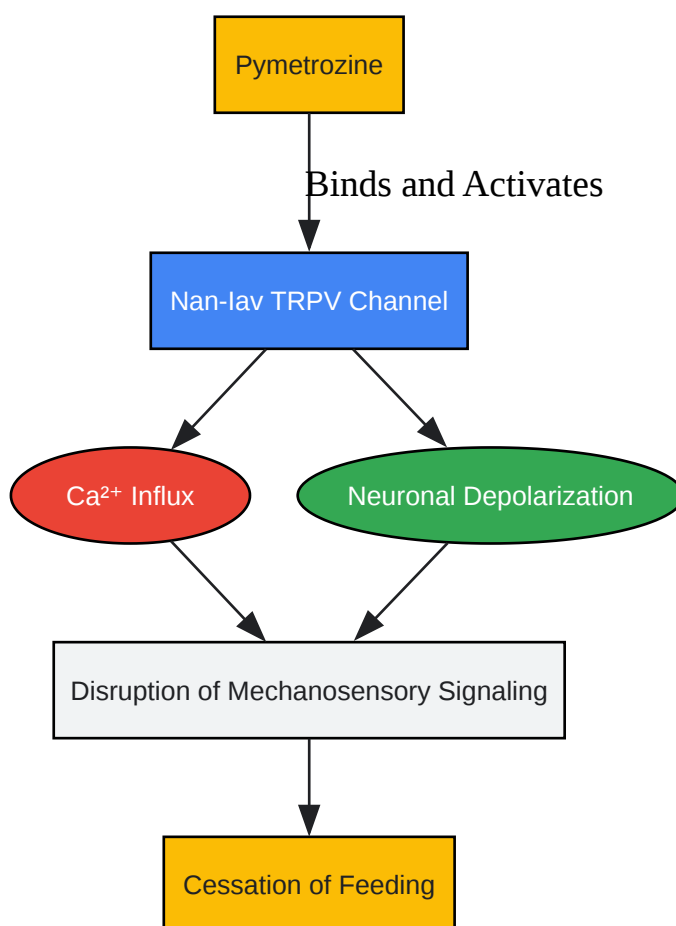 Pymetrozine
Binds and Activates
Nan-Iav TRPV Channel
Ca²⁺ Influx
Neuronal Depolarization
Disruption of Mechanosensory Signaling
Cessation of Feeding